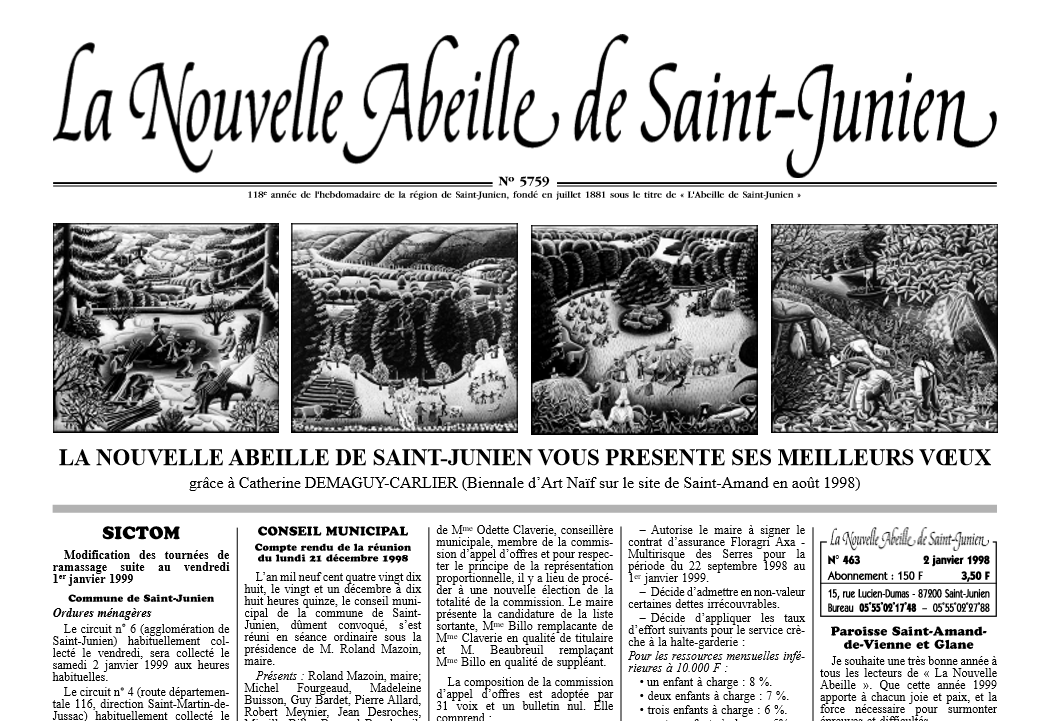 La Nouvelle Abeille de Saint-Junien
N° 5759
118e année de l'hebdomadaire de la région de Saint-Junien, fondé en juillet 1881 sous le titre de « L'Abeille de Saint-Junien »
LA NOUVELLE ABEILLE DE SAINT-JUNIEN VOUS PRESENTE SES MEILLEURS VŒUX
grâce à Catherine DEMAGUY-CARLIER (Biennale d'Art Naïf sur le site de Saint-Amand en août 1998)
SICTOM
Modification des tournées de
ramassage suite au vendredi
1er janvier 1999
Commune de Saint-Junien
Ordures ménagères
Le circuit n° 6 (agglomération de
Saint-Junien) habituellement col-
lecté le vendredi, sera collecté le
samedi 2 janvier 1999 aux heures
habituelles.
Le circuit n° 4 (route départemen-
tale 116, direction Saint-Martin-de-
Jussac) habituellement collecté le
CONSEIL MUNICIPAL
Compte rendu de la réunion
du lundi 21 décembre 1998
L'an mil neuf cent quatre vingt dix
huit, le vingt et un décembre à dix
huit heures quinze, le conseil muni-
cipal de la commune de Saint-
Junien, dûment convoqué, s'est
réuni en séance ordinaire sous la
présidence de M. Roland Mazoin,
maire.
Présents : Roland Mazoin, maire;
Michel Fourgeaud, Madeleine
Buisson, Guy Bardet, Pierre Allard,
Robert Meynier, Jean Desroches,
de Mme Odette Claverie, conseillère
municipale, membre de la commis-
sion d'appel d'offres et pour respec-
ter le principe de la représentation
proportionnelle, il y a lieu de procé-
der à une nouvelle élection de la
totalité de la commission. Le maire
présente la candidature de la liste
sortante, Mme Billo remplacante de
Mme Claverie en qualité de titulaire
et M. Beaubreuil remplaçant
Mme Billo en qualité de suppléant.
La composition de la commission
d'appel d'offres est adoptée par
31 voix et un bulletin nul. Elle
comprend :
– Autorise le maire à signer le
contrat d'assurance Floragri Axa -
Multirisque des Serres pour la
période du 22 septembre 1998 au
1er janvier 1999.
– Décide d'admettre en non-valeur
certaines dettes irrécouvrables.
– Décide d'appliquer les taux
d'effort suivants pour le service crè-
che à la halte-garderie :
Pour les ressources mensuelles infé-
rieures à 10.000 F :
• un enfant à charge : 8 %.
• deux enfants à charge : 7 %.
• trois enfants à charge : 6 %.
La Nouvelle Abeille de Saint-Junien
N° 463 2 janvier 1998
Abonnement : 150 F 3,50 F
15, rue Lucien-Dumas - 87200 Saint-Junien
Bureau 05'55'02'17'48 – 05'55'02'27'88
Paroisse Saint-Amand-
de-Vienne et Glane
Je souhaite une très bonne année à
tous les lecteurs de « La Nouvelle
Abeille ». Que cette année 1999
apporte à chacun joie et paix, et la
force nécessaire pour surmonter